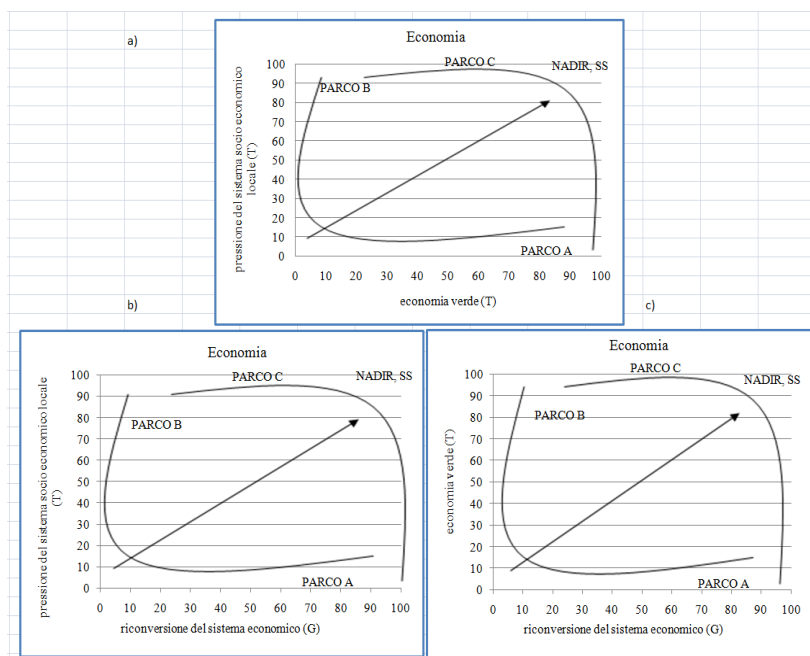 a)
Economia
PARCO C
NADIR, SS
PARCO B
PARCO A
100
90
80
70
60
50
40
30
20
10
0
0 10 20 30 40 50 60 70 80 90 100
pressione del sistema socio economico
locale (T)
economia verde (T)
b)
Economia
PARCO C
NADIR, SS
PARCO B
PARCO A
100
90
80
70
60
50
40
30
20
10
0
0 10 20 30 40 50 60 70 80 90 100
pressione del sistema socio economico locale
(T)
riconversione del sistema economico (G)
c)
Economia
PARCO C
NADIR, SS
PARCO B
PARCO A
100
90
80
70
60
50
40
30
20
10
0
0 10 20 30 40 50 60 70 80 90 100
economia verde (T)
riconversione del sistema economico (G)